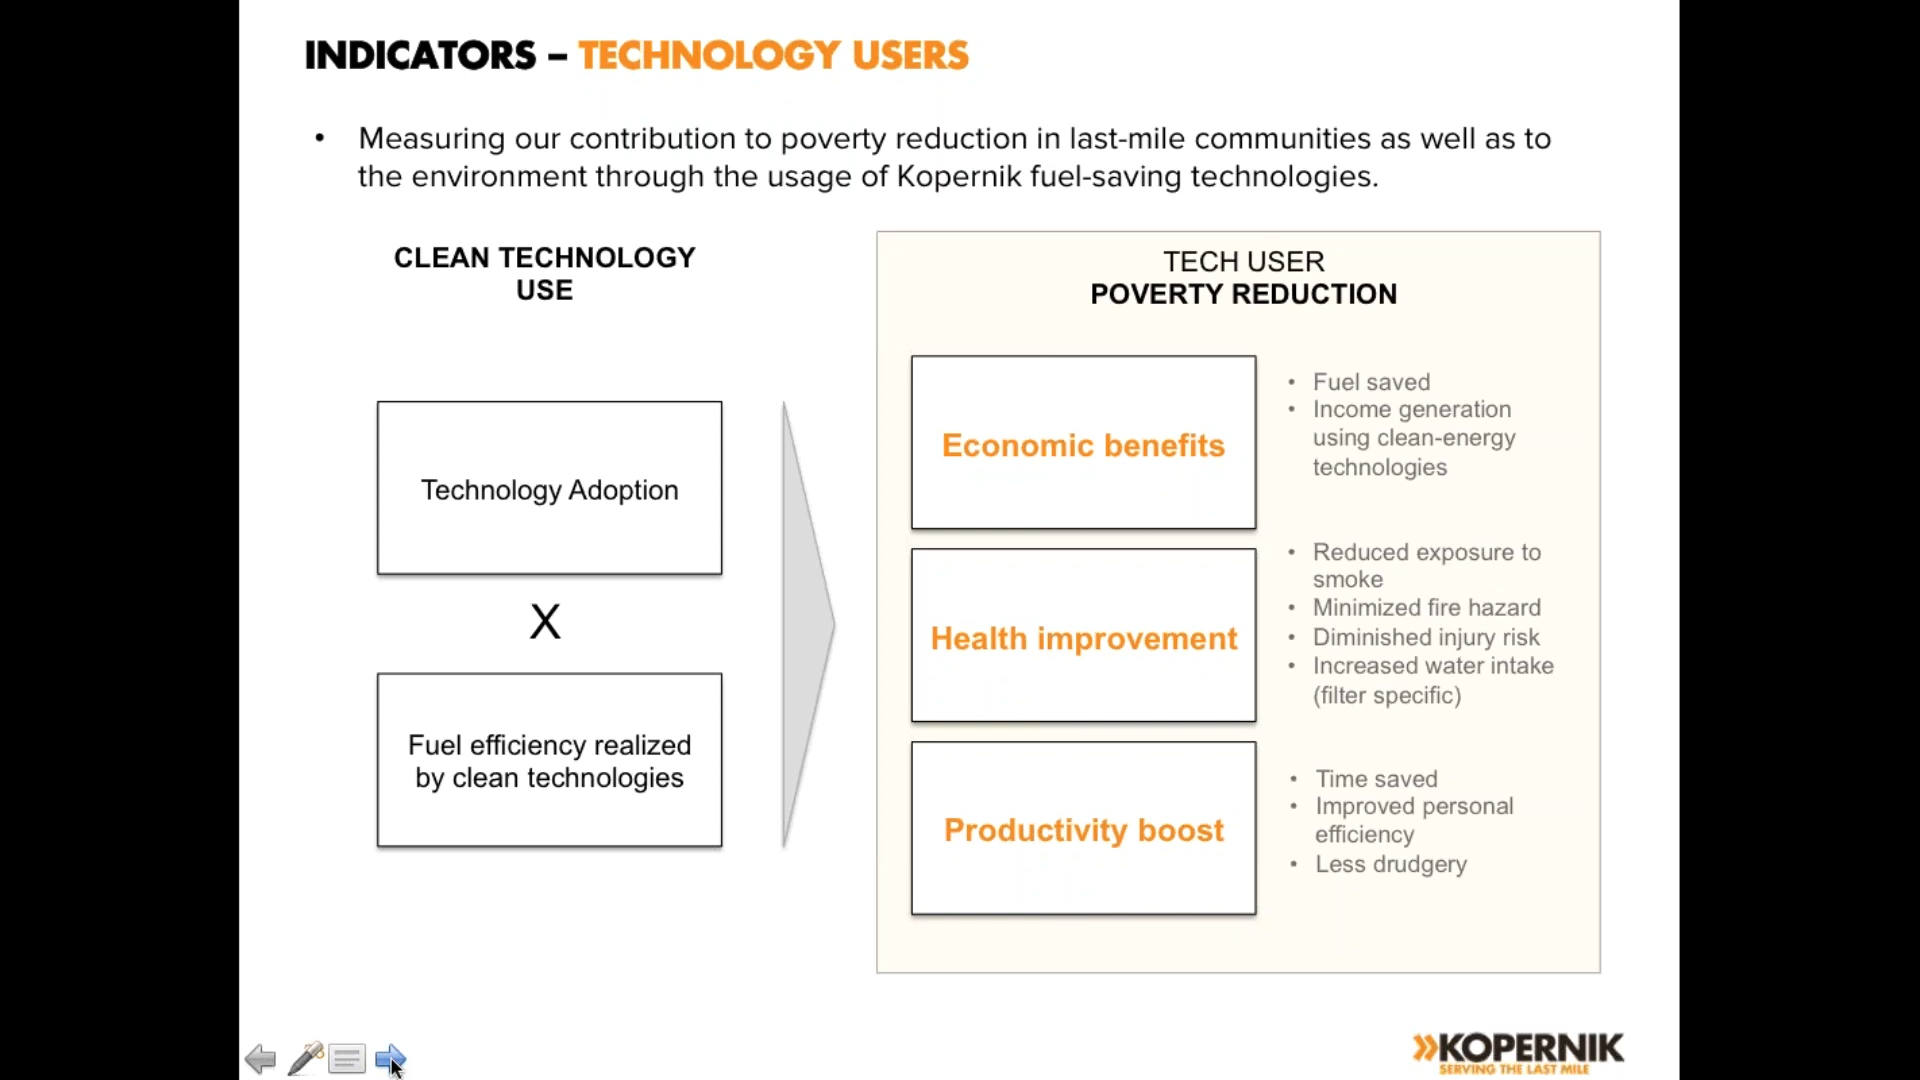 INDICATORS – TECHNOLOGY USERS
• Measuring our contribution to poverty reduction in last-mile communities as well as to
the environment through the usage of Kopernik fuel-saving technologies.
CLEAN TECHNOLOGY
USE
Technology Adoption
X
Fuel efficiency realized
by clean technologies
TECH USER
POVERTY REDUCTION
Economic benefits
• Fuel saved
• Income generation
using clean-energy
technologies
Health improvement
• Reduced exposure to
smoke
• Minimized fire hazard
• Diminished injury risk
• Increased water intake
(filter specific)
Productivity boost
• Time saved
• Improved personal
efficiency
• Less drudgery
KOPERNIK
SERVING THE LAST MILE